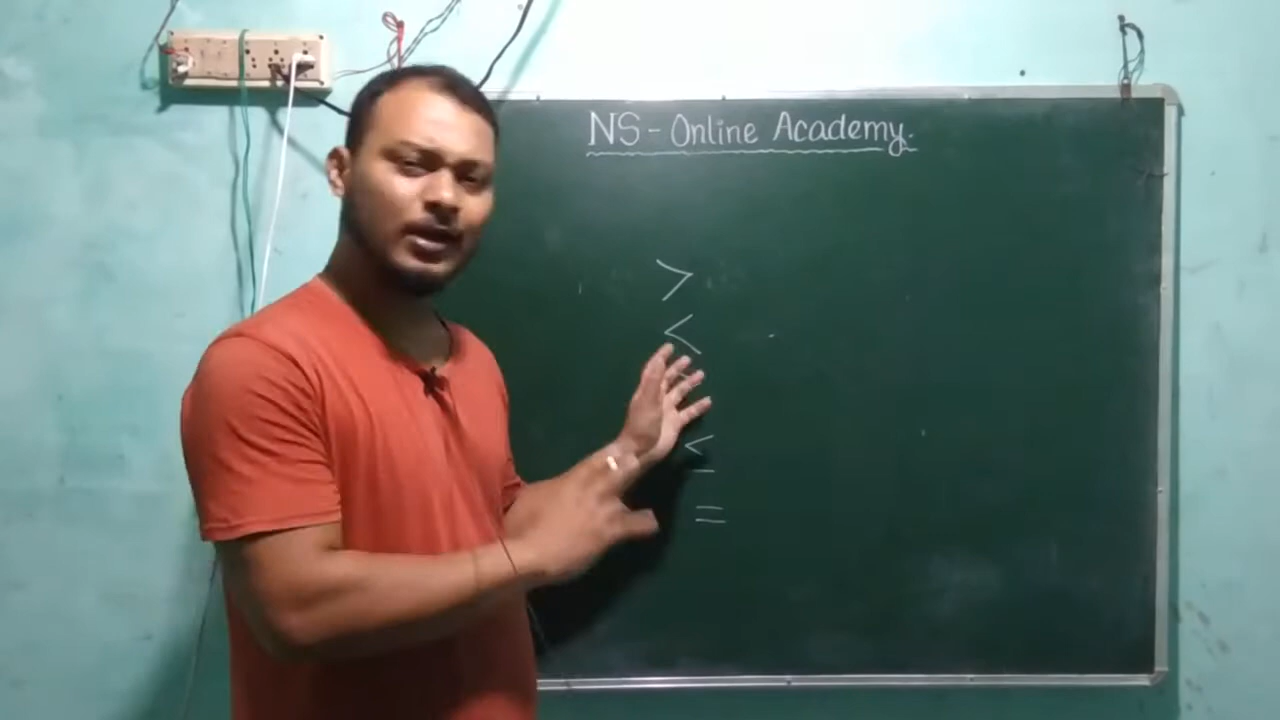 NS - Online Academy.
>
<
≤
=